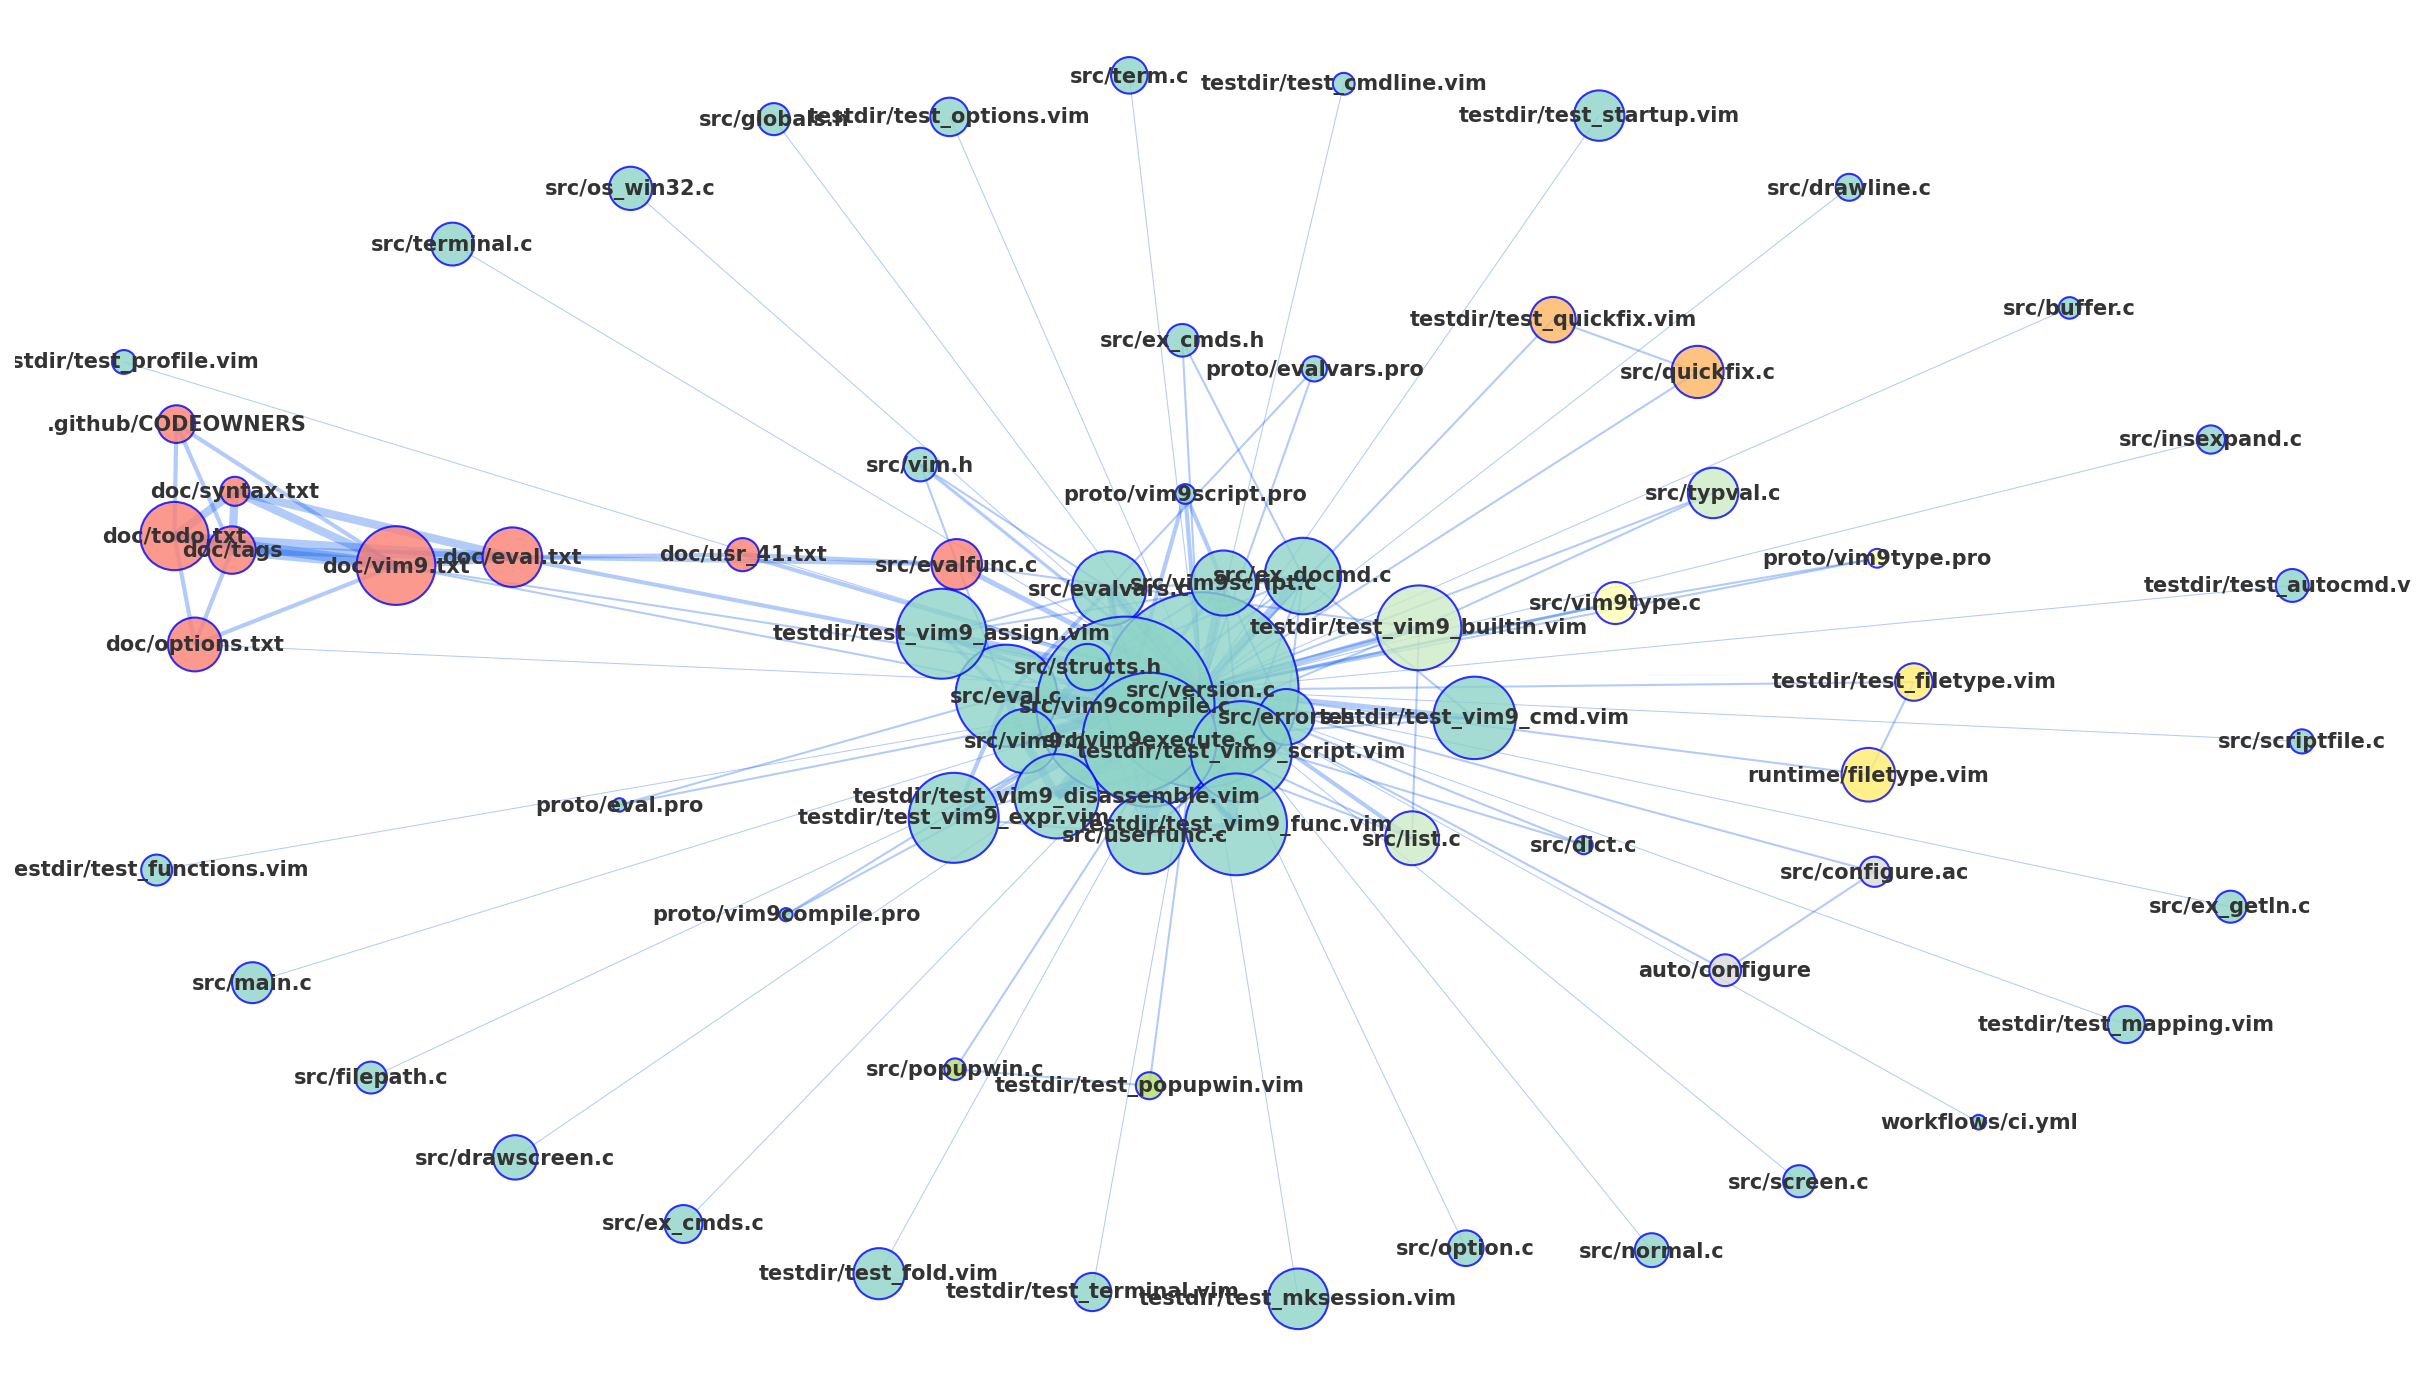 src/term.c
testdir/test_cmdline.vim
src/globals.h
testdir/test_options.vim
testdir/test_startup.vim
src/os_win32.c
src/drawline.c
src/terminal.c
src/buffer.c
testdir/test_quickfix.vim
src/ex_cmds.h
stdir/test_profile.vim
proto/evalvars.pro
src/quickfix.c
.github/CODEOWNERS
src/insexpand.c
src/vim.h
doc/syntax.txt
proto/vim9script.pro
src/typval.c
doc/todo.txt
doc/tags
doc/vim9.txt
doc/eval.txt
doc/usr_41.txt
src/evalfunc.c
proto/vim9type.pro
src/evalvars.c
src/vim9script.c
src/ex_docmd.c
testdir/test_autocmd.v
src/vim9type.c
testdir/test_vim9_assign.vim
testdir/test_vim9_builtin.vim
doc/options.txt
src/structs.h
testdir/test_filetype.vim
src/eval.c
src/version.c
src/vim9compile.c
src/errors.h
testdir/test_vim9_cmd.vim
src/vim9.h
src/vim9execute.c
testdir/test_vim9_script.vim
src/scriptfile.c
runtime/filetype.vim
proto/eval.pro
testdir/test_vim9_disassemble.vim
testdir/test_vim9_expr.vim
testdir/test_vim9_func.vim
src/userfunc.c
src/list.c
src/dict.c
estdir/test_functions.vim
src/configure.ac
proto/vim9compile.pro
src/ex_getln.c
src/main.c
auto/configure
testdir/test_mapping.vim
src/filepath.c
src/popupwin.c
testdir/test_popupwin.vim
workflows/ci.yml
src/drawscreen.c
src/screen.c
src/ex_cmds.c
src/option.c
src/normal.c
testdir/test_fold.vim
testdir/test_terminal.vim
testdir/test_mksession.vim